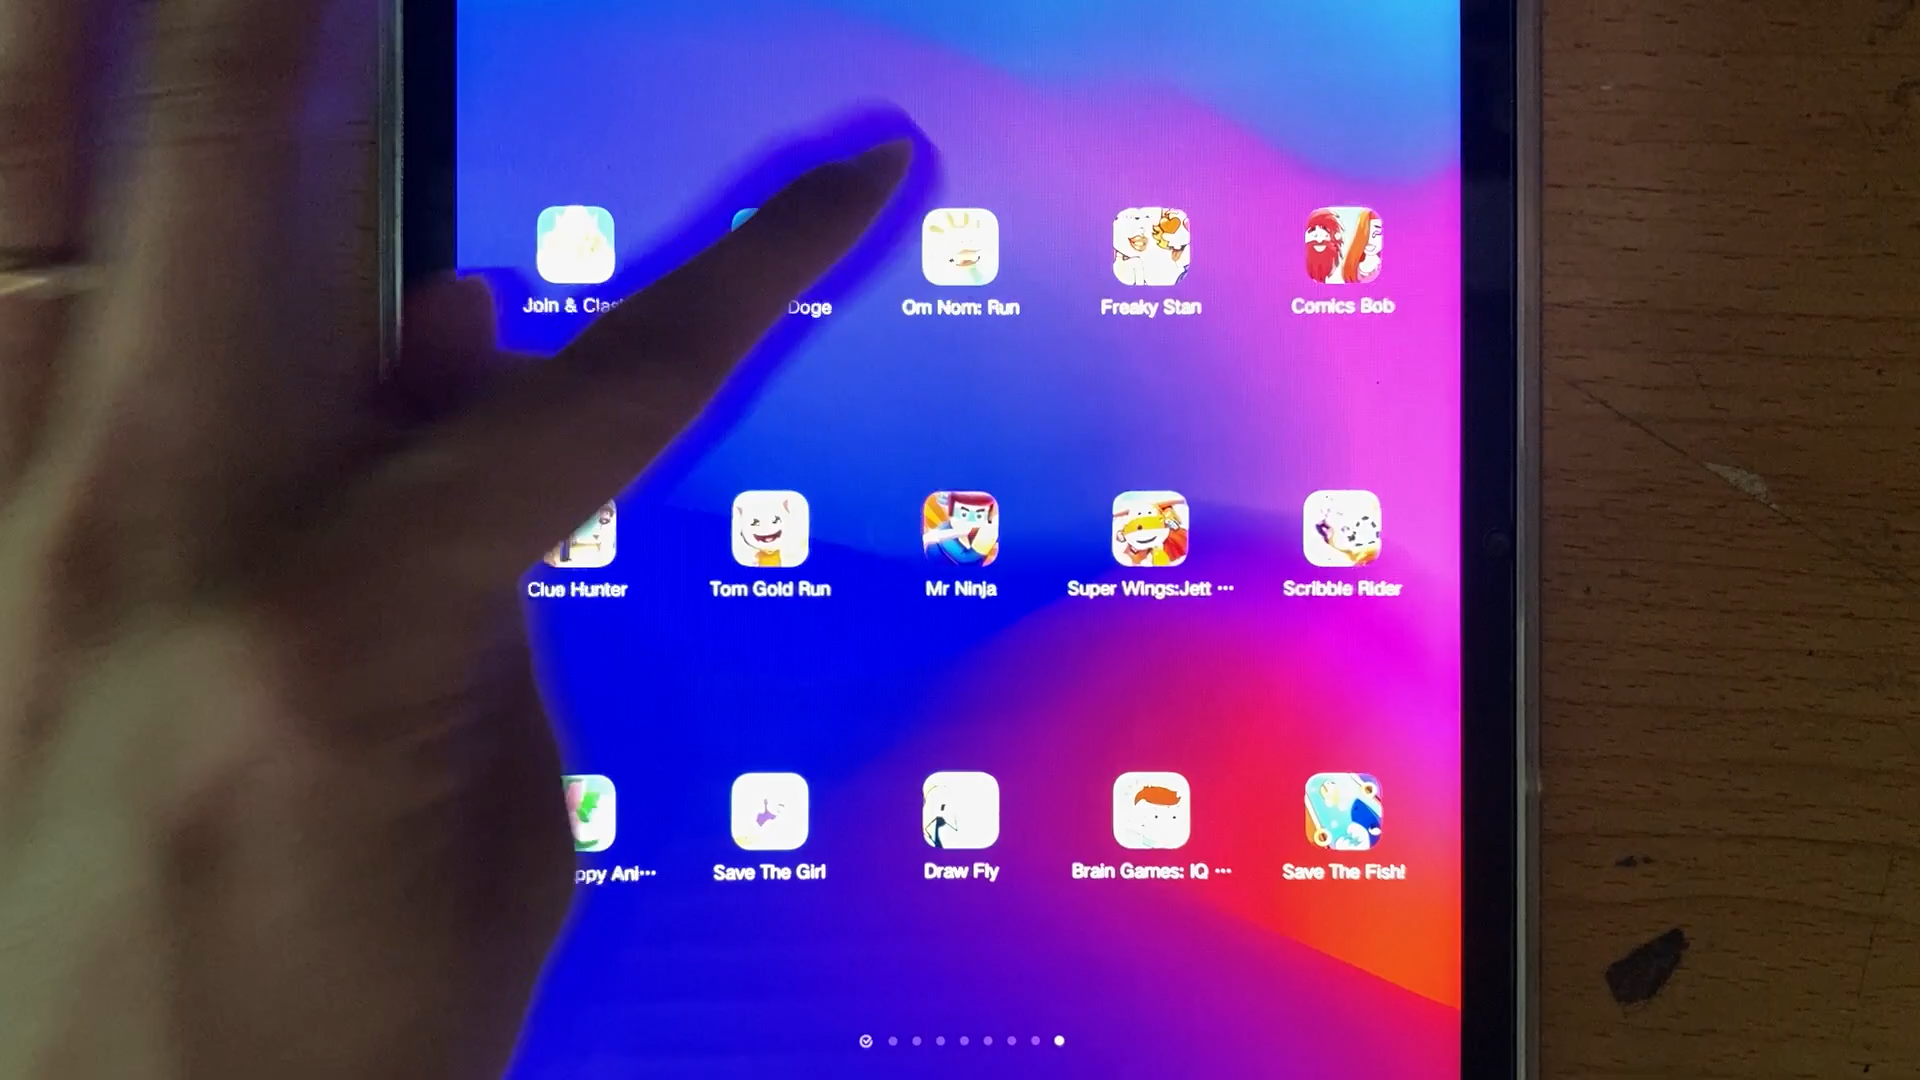 Join & Clas
Doge
Om Nom: Run
Freaky Stan
Comics Bob
Clue Hunter
Tom Gold Run
Mr Ninja
Super Wings:Jett ···
Scribble Rider
ppy Ani···
Save The Girl
Draw Fly
Brain Games: IQ ···
Save The Fish!